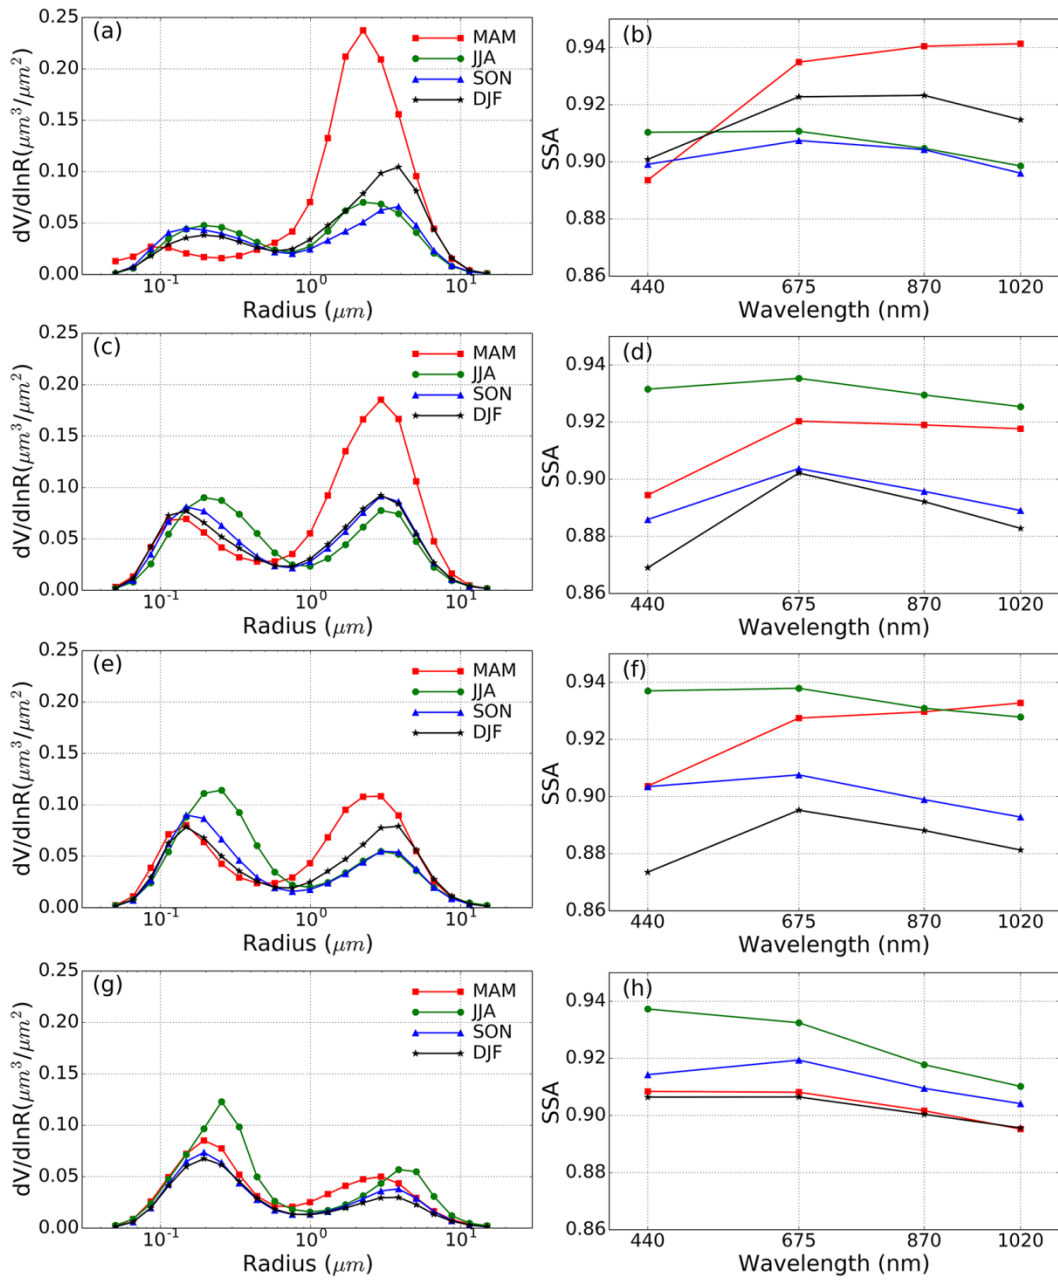 (a)
MAM
JJA
SON
DJF
0.25
0.20
0.15
0.10
0.05
0.00
dV/dlnR(μm³/μm²)
10⁻¹ 10⁰ 10¹
Radius (μm)
(b)
0.94
0.92
0.90
0.88
0.86
SSA
440 675 870 1020
Wavelength (nm)
(c)
MAM
JJA
SON
DJF
0.25
0.20
0.15
0.10
0.05
0.00
dV/dlnR(μm³/μm²)
10⁻¹ 10⁰ 10¹
Radius (μm)
(d)
0.94
0.92
0.90
0.88
0.86
SSA
440 675 870 1020
Wavelength (nm)
(e)
MAM
JJA
SON
DJF
0.25
0.20
0.15
0.10
0.05
0.00
dV/dlnR(μm³/μm²)
10⁻¹ 10⁰ 10¹
Radius (μm)
(f)
0.94
0.92
0.90
0.88
0.86
SSA
440 675 870 1020
Wavelength (nm)
(g)
MAM
JJA
SON
DJF
0.25
0.20
0.15
0.10
0.05
0.00
dV/dlnR(μm³/μm²)
10⁻¹ 10⁰ 10¹
Radius (μm)
(h)
0.94
0.92
0.90
0.88
0.86
SSA
440 675 870 1020
Wavelength (nm)